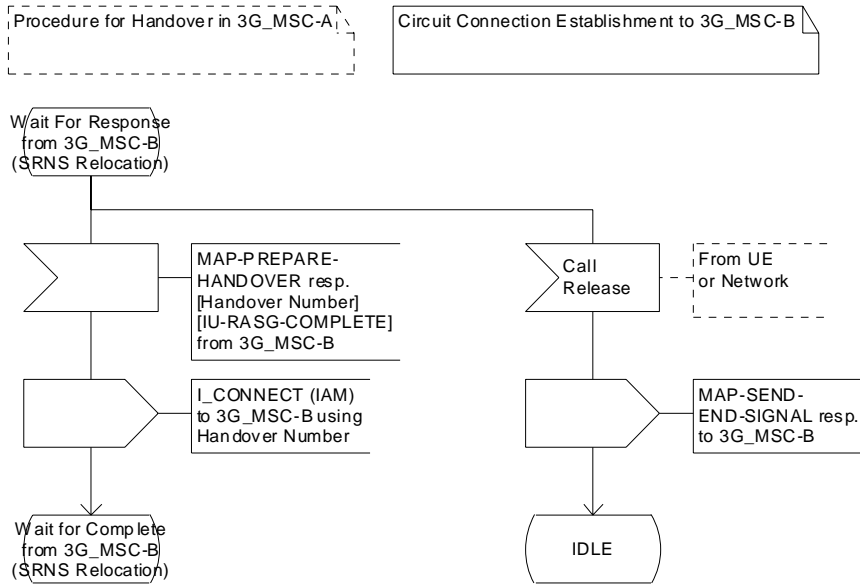 Procedure for Handover in 3G_MSC-A
Circuit Connection Establishment to 3G_MSC-B
Wait For Response
from 3G_MSC-B
(SRNS Relocation)
MAP-PREPARE-
HANDOVER resp.
[Handover Number]
[IU-RASG-COMPLETE]
from 3G_MSC-B
Call
Release
From UE
or Network
I_CONNECT (IAM)
to 3G_MSC-B using
Handover Number
MAP-SEND-
END-SIGNAL resp.
to 3G_MSC-B
Wait for Complete
from 3G_MSC-B
(SRNS Relocation)
IDLE